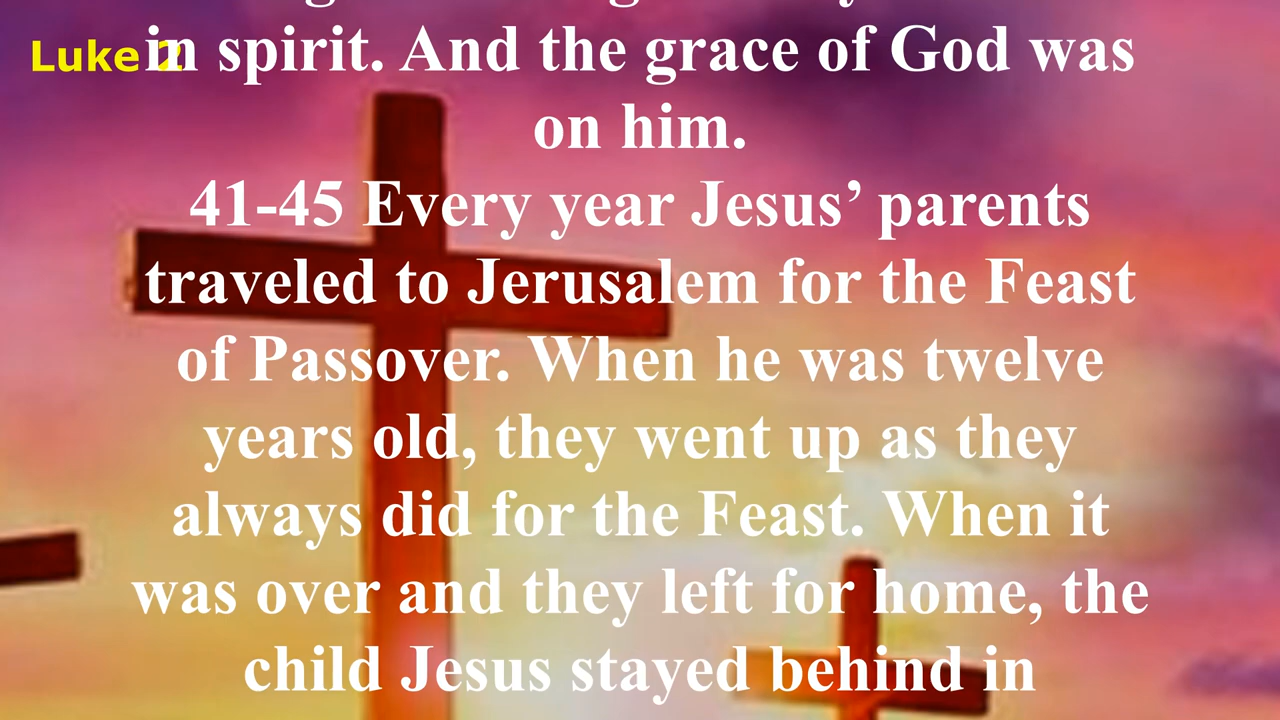 Luke 2
in spirit. And the grace of God was
on him.
41-45 Every year Jesus’ parents
traveled to Jerusalem for the Feast
of Passover. When he was twelve
years old, they went up as they
always did for the Feast. When it
was over and they left for home, the
child Jesus stayed behind in